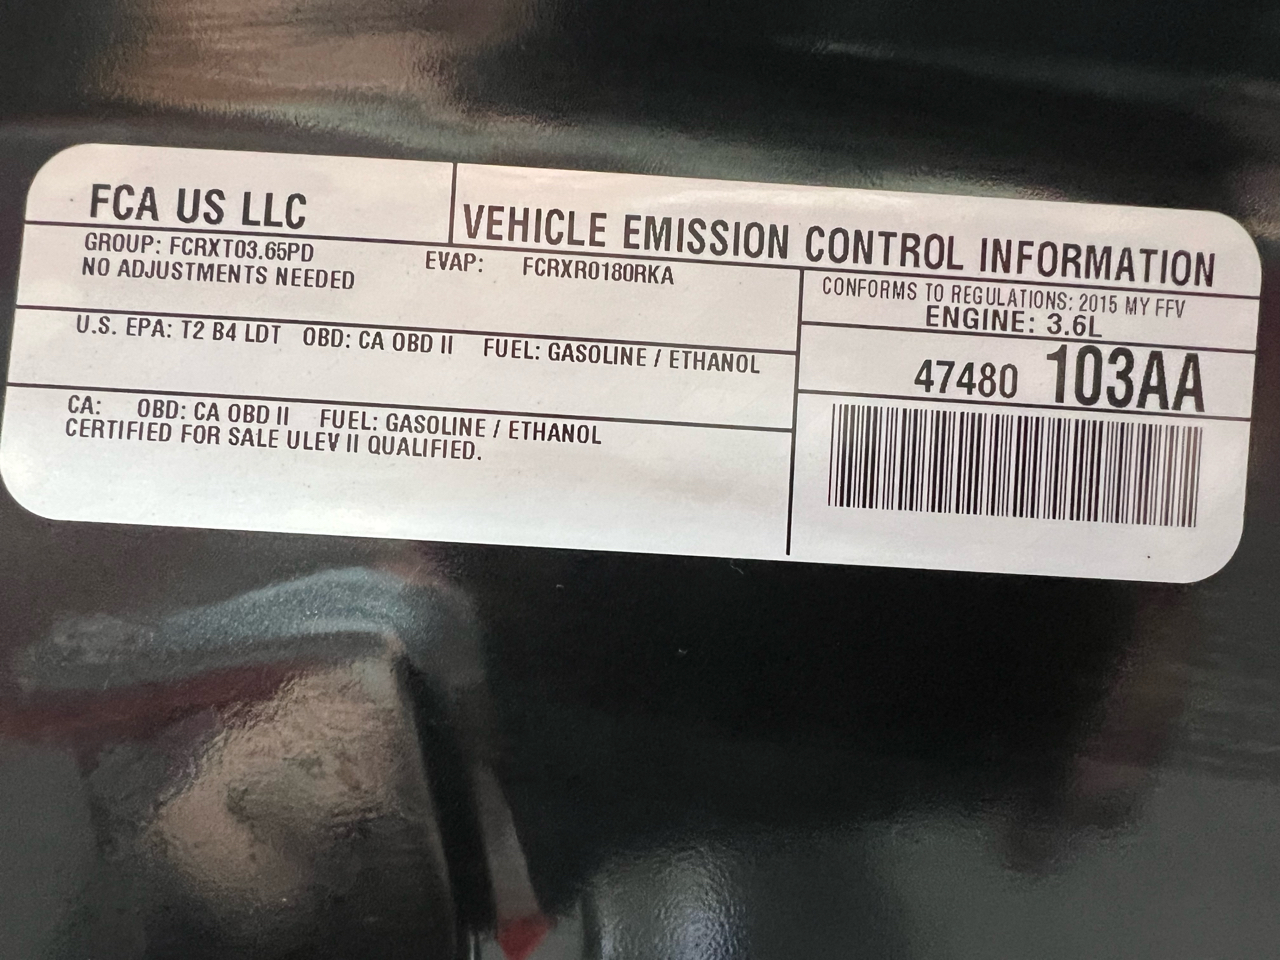 FCA US LLC
VEHICLE EMISSION CONTROL INFORMATION
GROUP: FCRXT03.65PD EVAP: FCRXR0180RKA
NO ADJUSTMENTS NEEDED
CONFORMS TO REGULATIONS: 2015 MY FFV
ENGINE: 3.6L
U.S. EPA: T2 B4 LDT OBD: CA OBD II FUEL: GASOLINE / ETHANOL
47480 103AA
CA: OBD: CA OBD II FUEL: GASOLINE / ETHANOL
CERTIFIED FOR SALE ULEV II QUALIFIED.